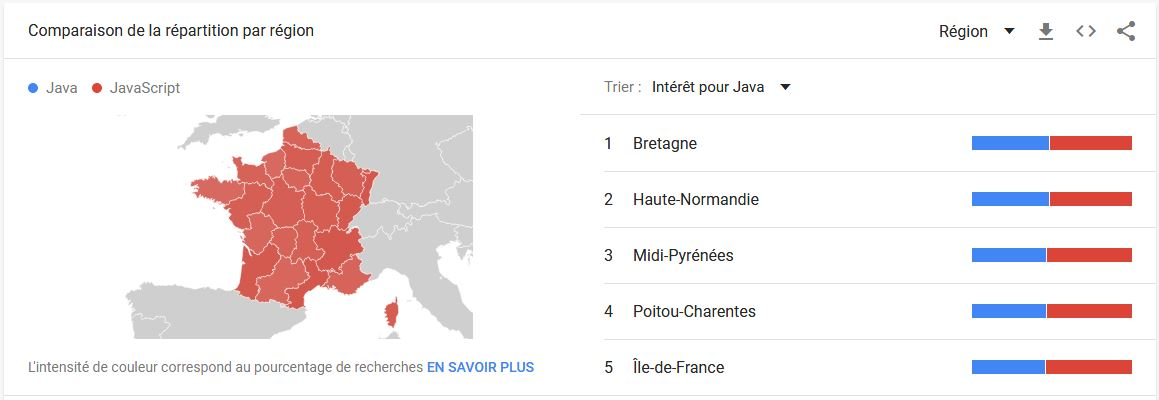 Comparaison de la répartition par région
Région
Java
JavaScript
Trier : Intérêt pour Java
1 Bretagne
2 Haute-Normandie
3 Midi-Pyrénées
4 Poitou-Charentes
5 Île-de-France
L'intensité de couleur correspond au pourcentage de recherches EN SAVOIR PLUS